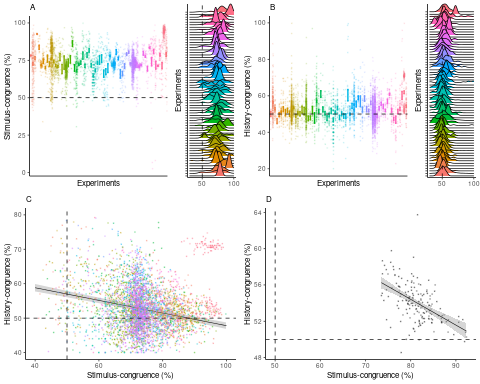 A
B
100
75
50
25
0
Stimulus-congruence (%)
Experiments
Experiments
50
100
100
80
60
40
20
History-congruence (%)
Experiments
Experiments
50
100
C
D
80
70
60
50
40
History-congruence (%)
40
60
80
100
Stimulus-congruence (%)
64
60
56
52
48
History-congruence (%)
50
60
70
80
90
Stimulus-congruence (%)